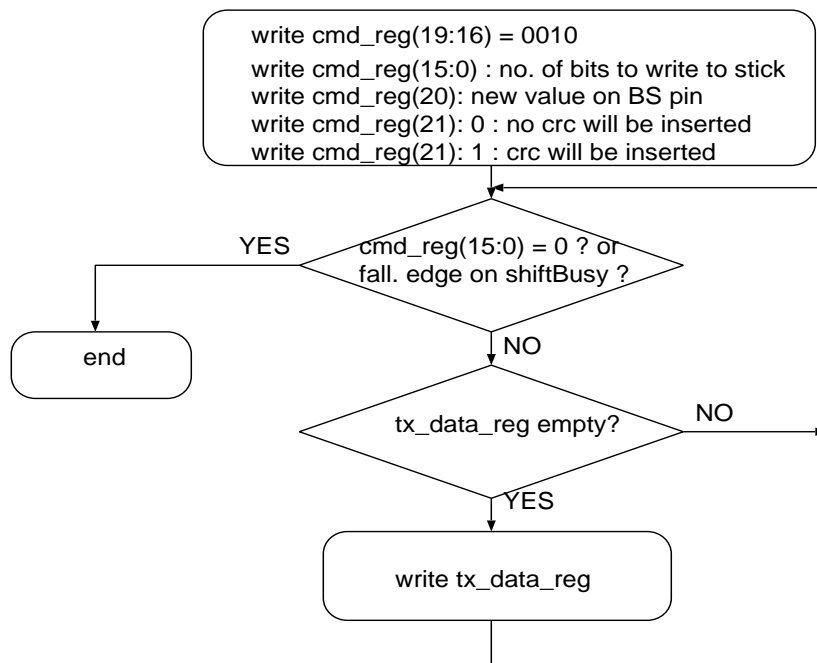 write cmd_reg(19:16) = 0010
write cmd_reg(15:0) : no. of bits to write to stick
write cmd_reg(20): new value on BS pin
write cmd_reg(21): 0 : no crc will be inserted
write cmd_reg(21): 1 : crc will be inserted
YES
cmd_reg(15:0) = 0 ? or
fall. edge on shiftBusy ?
end
NO
tx_data_reg empty?
NO
YES
write tx_data_reg